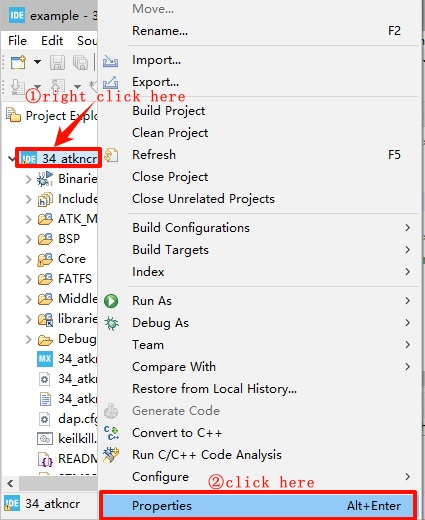 IDE example - 3
File Edit Sou
①right click here
Project Explo
IDE 34_atkncr
Binarie
Include
ATK_M
BSP
Core
FATFS
Middle
librarie
Debug
MX 34_atkncr
34_atkn
34_atkn
dap.cfg
keilkill.
READM
IDE 34_atkncr
Move...
Rename... F2
Import...
Export...
Build Project
Clean Project
Refresh F5
Close Project
Close Unrelated Projects
Build Configurations
Build Targets
Index
Run As
Debug As
Team
Compare With
Restore from Local History...
Generate Code
Convert to C++
Run C/C++ Code Analysis
Configure
②click here
Properties Alt+Enter